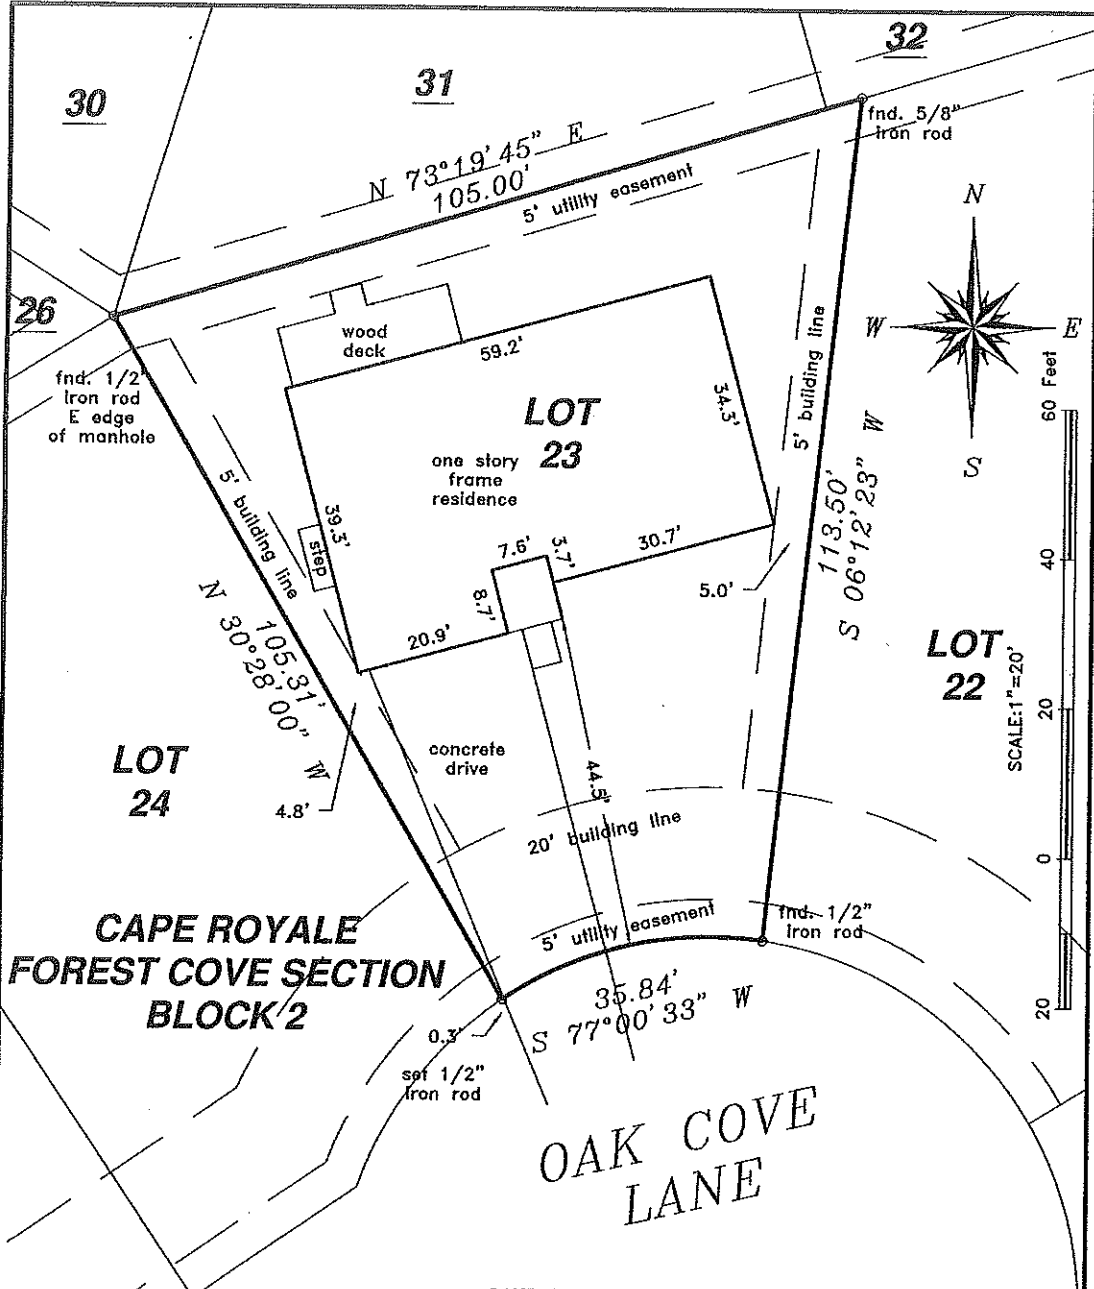 32
31
30
fnd. 5/8"
iron rod
N 73°19'45" E
105.00'
5' utility easement
N
W
E
S
26
wood
deck
59.2'
fnd. 1/2'
iron rod
E edge
of manhole
5' building line
60 Feet
34.3'
LOT
23
one story
frame
residence
5' building line
39.3'
step
7.6'
3.7'
30.7'
113.50'
S 06°12'23" W W
40
5.0'
8.7'
20.9'
N 30°28'00" W
105.31'
LOT
22
20
SCALE:1"=20'
LOT
24
concrete
drive
44.5'
4.8'
20' building line
0
CAPE ROYALE
FOREST COVE SECTION
BLOCK 2
fnd. 1/2"
iron rod
5' utility easement
35.84'
S 77°00'33" W
20
0.3'
set 1/2"
iron rod
OAK COVE
LANE